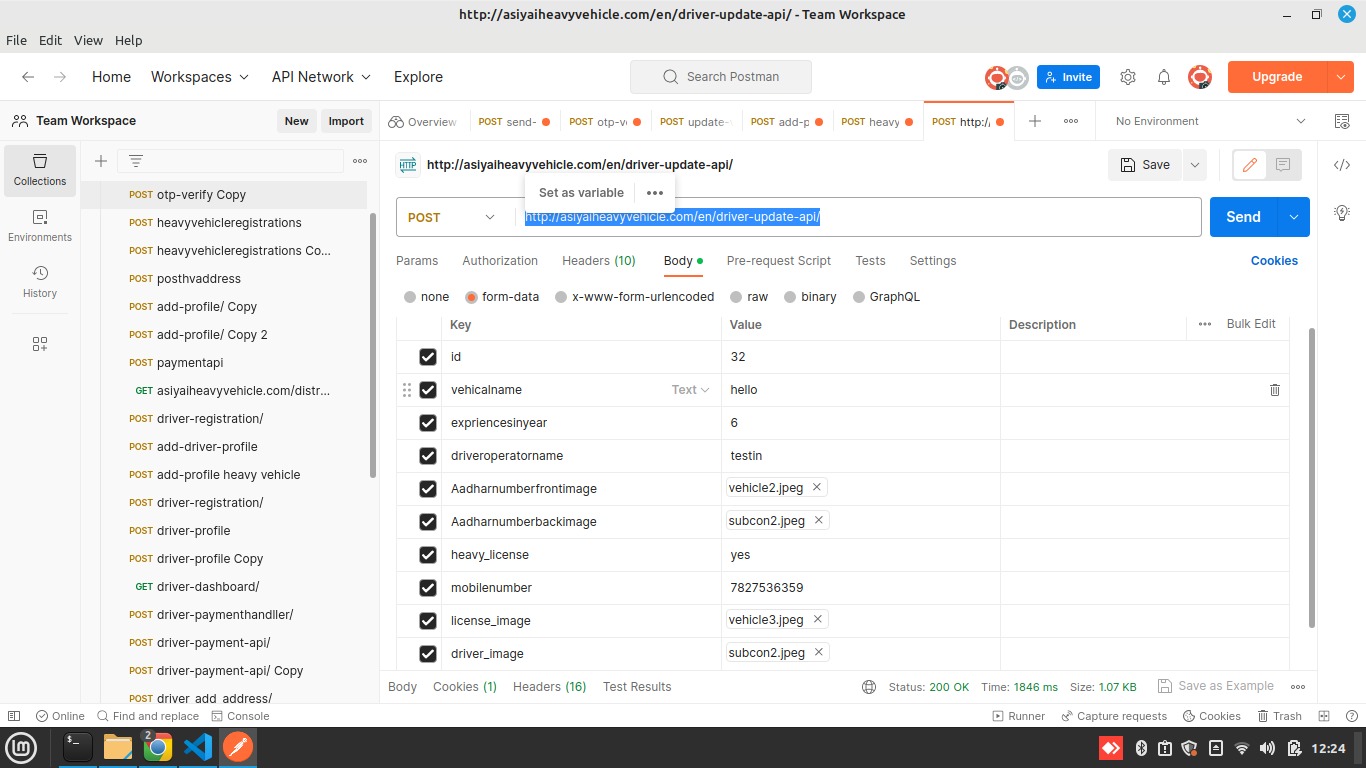 http://asiyaiheavyvehicle.com/en/driver-update-api/ - Team Workspace
File Edit View Help
Home Workspaces API Network Explore Search Postman Invite Upgrade
Team Workspace New Import Overview POST send- POST otp-v POST update- POST add-p POST heavy POST http:/ No Environment
http://asiyaiheavyvehicle.com/en/driver-update-api/ Save
Set as variable
POST http://asiyaiheavyvehicle.com/en/driver-update-api/ Send
Params Authorization Headers (10) Body Pre-request Script Tests Settings Cookies
none form-data x-www-form-urlencoded raw binary GraphQL
Key Value Description Bulk Edit
id 32
vehicalname Text hello
expriencesinyear 6
driveroperatorname testin
Aadharnumberfrontimage vehicle2.jpeg
Aadharnumberbackimage subcon2.jpeg
heavy_license yes
mobilenumber 7827536359
license_image vehicle3.jpeg
driver_image subcon2.jpeg
Collections
Environments
History
POST otp-verify Copy
POST heavyvehicleregistrations
POST heavyvehicleregistrations Co...
POST posthvaddress
POST add-profile/ Copy
POST add-profile/ Copy 2
POST paymentapi
GET asiyaiheavyvehicle.com/distr...
POST driver-registration/
POST add-driver-profile
POST add-profile heavy vehicle
POST driver-registration/
POST driver-profile
POST driver-profile Copy
GET driver-dashboard/
POST driver-paymenthandller/
POST driver-payment-api/
POST driver-payment-api/ Copy
POST driver_add_address/
Body Cookies (1) Headers (16) Test Results Status: 200 OK Time: 1846 ms Size: 1.07 KB Save as Example
Online Find and replace Console Runner Capture requests Cookies Trash
2
12:24